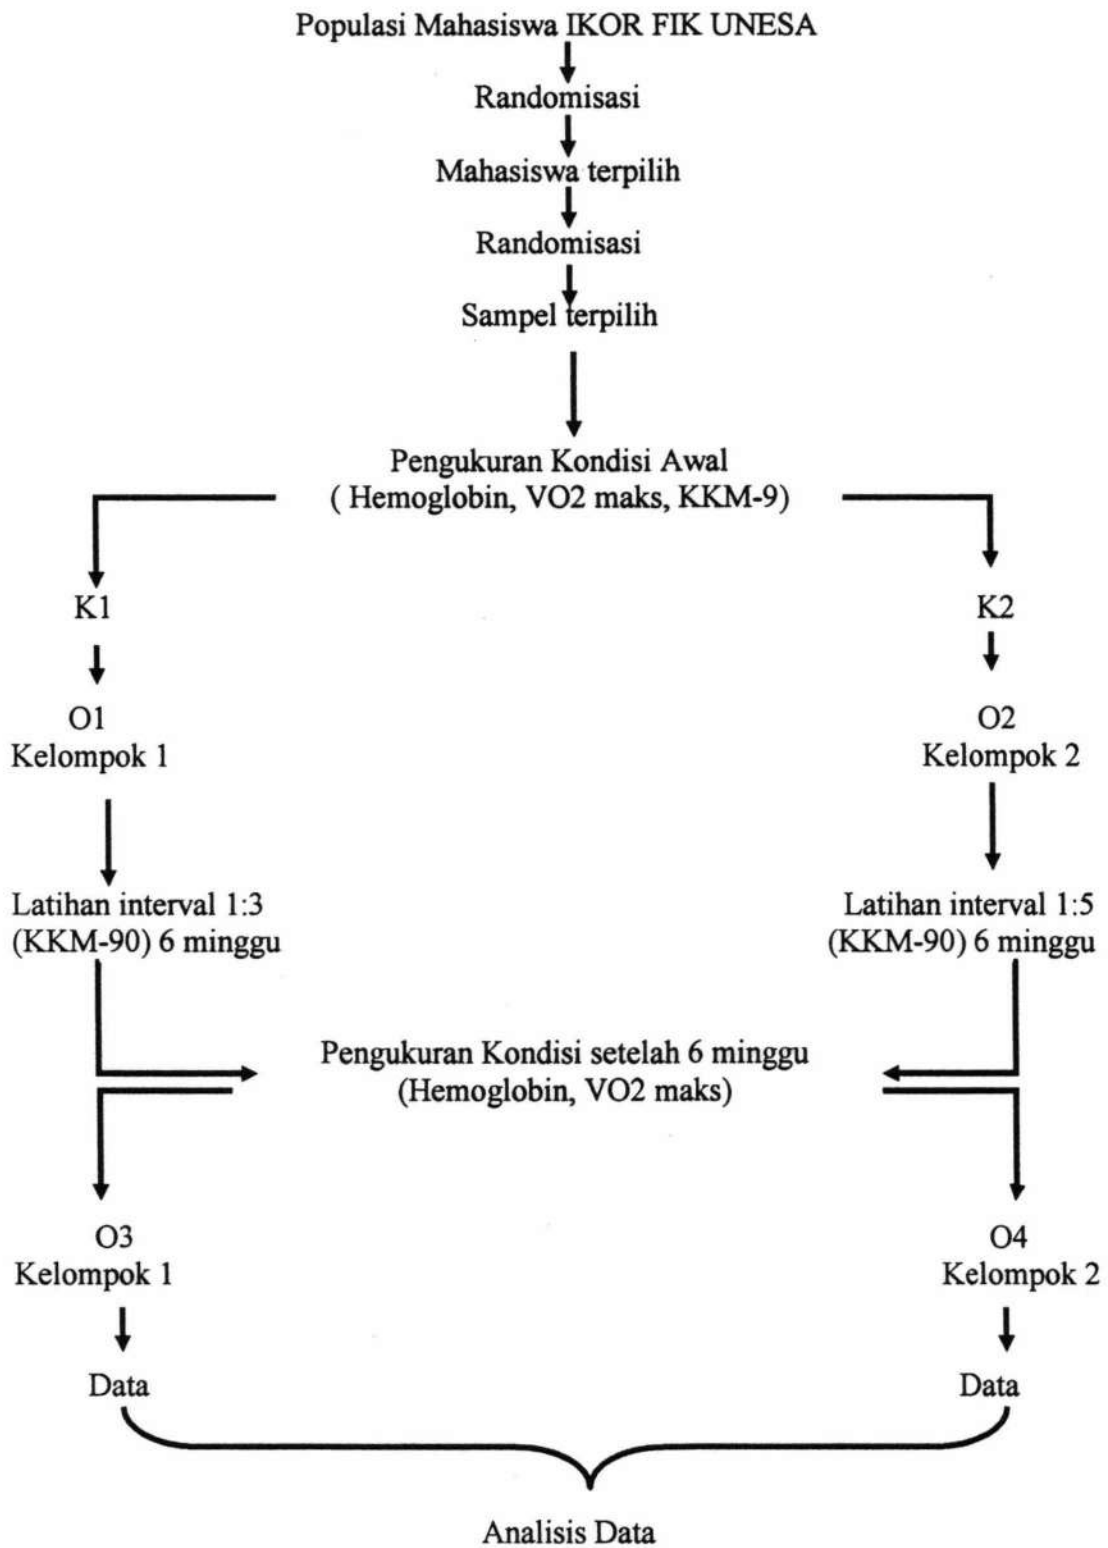 Populasi Mahasiswa IKOR FIK UNESA
Randomisasi
Mahasiswa terpilih
Randomisasi
Sampel terpilih
Pengukuran Kondisi Awal
( Hemoglobin, VO2 maks, KKM-9)
K1
K2
O1
Kelompok 1
O2
Kelompok 2
Latihan interval 1:3
(KKM-90) 6 minggu
Latihan interval 1:5
(KKM-90) 6 minggu
Pengukuran Kondisi setelah 6 minggu
(Hemoglobin, VO2 maks)
O3
Kelompok 1
O4
Kelompok 2
Data
Data
Analisis Data